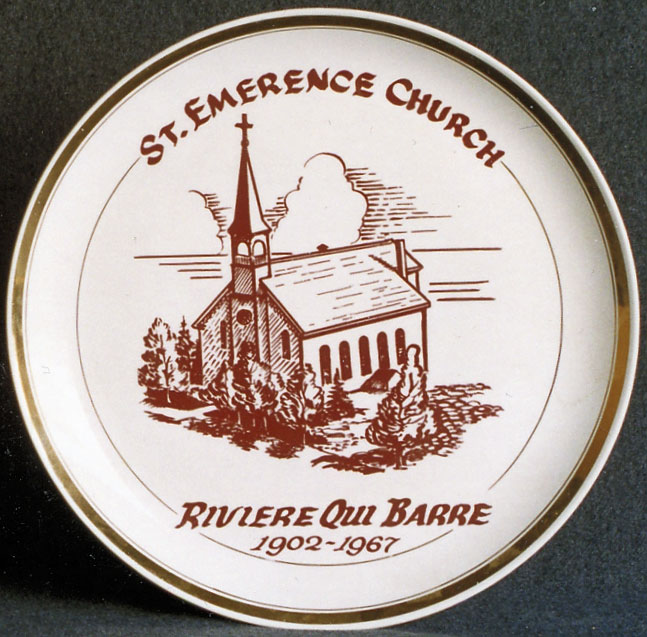 St. Emerence Church
Riviere Qui Barre
1902-1967